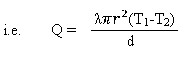 i.e. Q = λπr²(T₁-T₂)
d